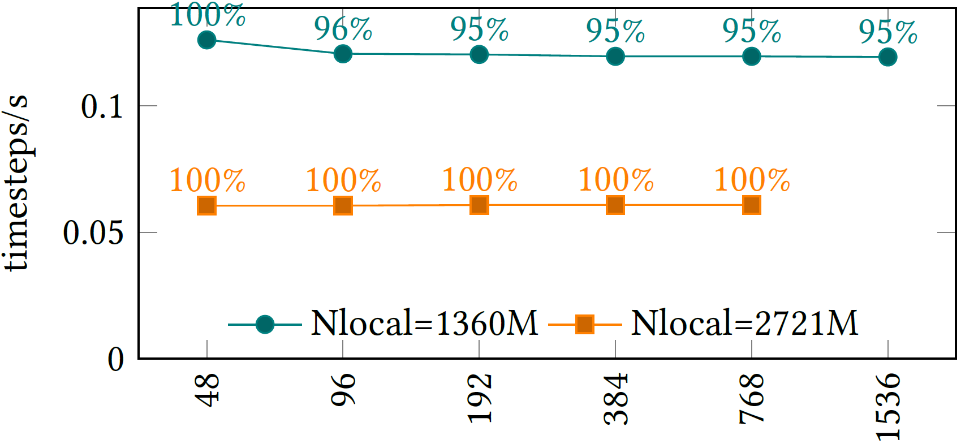 100% 96% 95% 95% 95% 95%
0.1
100% 100% 100% 100% 100%
0.05
Nlocal=1360M Nlocal=2721M
0
48 96 192 384 768 1536
timesteps/s